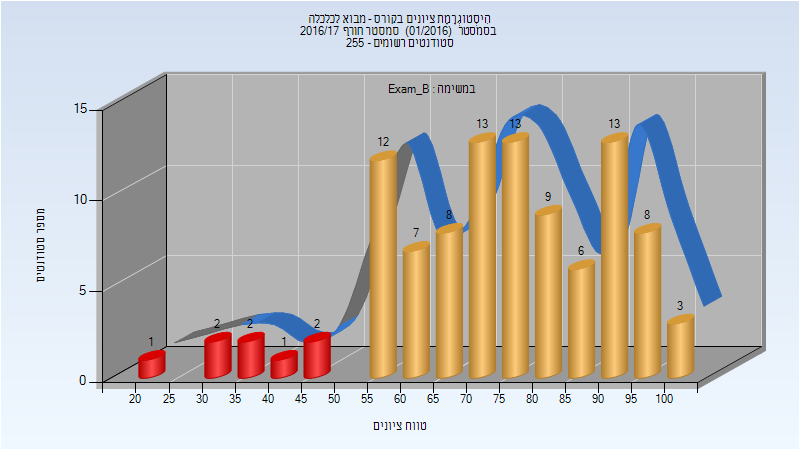 היסטוגרמת ציונים בקורס - מבוא לכלכלה
בסמסטר (01/2016) סמסטר חורף 2016/17
סטודנטים רשומים - 255
במשימה : Exam_B
15
10
5
0
מספר סטודנטים
1
2
2
1
2
12
7
8
13
13
9
6
13
8
3
20 25 30 35 40 45 50 55 60 65 70 75 80 85 90 95 100
טווח ציונים